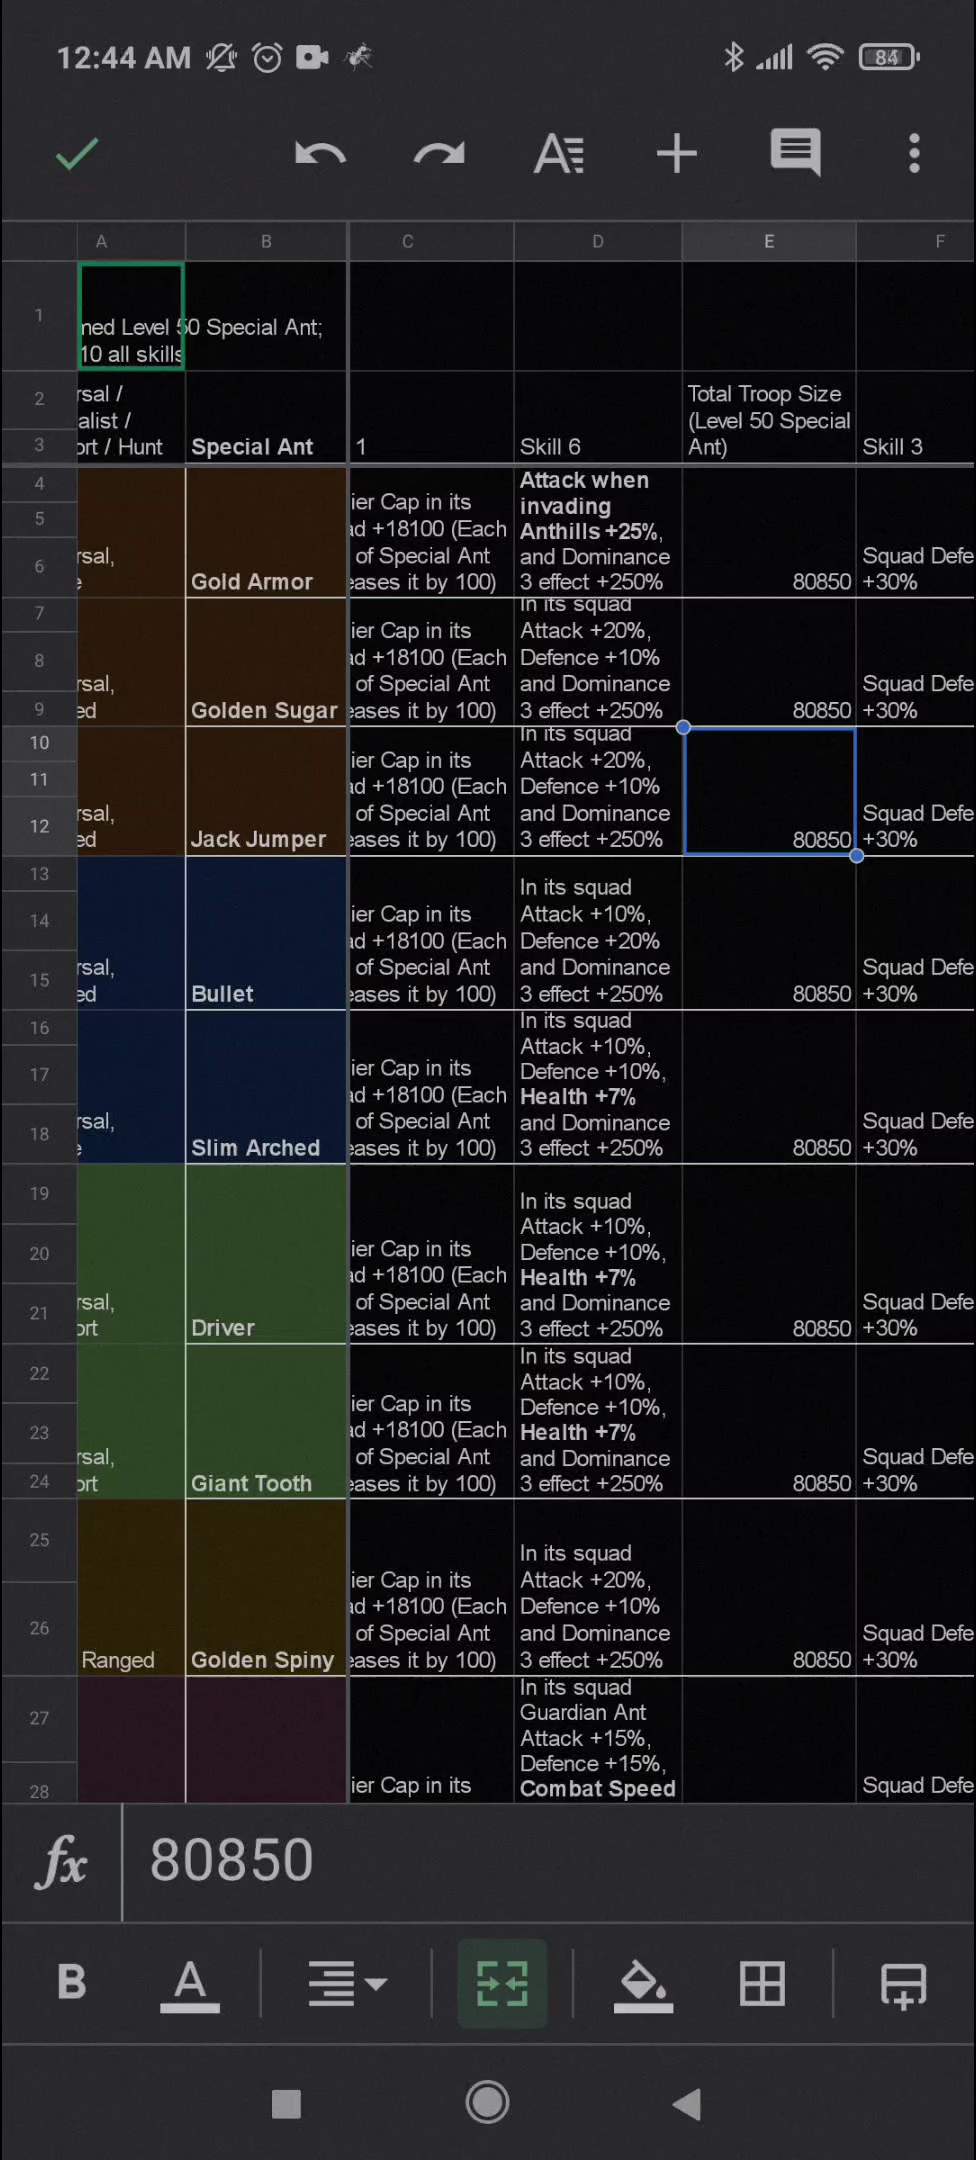 12:44 AM
84
A B C D E F
1
med Level 50 Special Ant;
10 all skills
2
3
rsal /
alist /
ort / Hunt
Special Ant
1
Skill 6
Total Troop Size
(Level 50 Special
Ant)
Skill 3
4
5
6
rsal,
e
Gold Armor
ier Cap in its
ad +18100 (Each
of Special Ant
eases it by 100)
Attack when
invading
Anthills +25%,
and Dominance
3 effect +250%
80850
Squad Defe
+30%
7
8
9
rsal,
ed
Golden Sugar
ier Cap in its
ad +18100 (Each
of Special Ant
eases it by 100)
In its squad
Attack +20%,
Defence +10%
and Dominance
3 effect +250%
80850
Squad Defe
+30%
10
11
12
rsal,
ed
Jack Jumper
ier Cap in its
ad +18100 (Each
of Special Ant
eases it by 100)
In its squad
Attack +20%,
Defence +10%
and Dominance
3 effect +250%
80850
Squad Defe
+30%
13
14
15
rsal,
ed
Bullet
ier Cap in its
ad +18100 (Each
of Special Ant
eases it by 100)
In its squad
Attack +10%,
Defence +20%
and Dominance
3 effect +250%
80850
Squad Defe
+30%
16
17
18
rsal,
e
Slim Arched
ier Cap in its
ad +18100 (Each
of Special Ant
eases it by 100)
In its squad
Attack +10%,
Defence +10%,
Health +7%
and Dominance
3 effect +250%
80850
Squad Defe
+30%
19
20
21
rsal,
ort
Driver
ier Cap in its
ad +18100 (Each
of Special Ant
eases it by 100)
In its squad
Attack +10%,
Defence +10%,
Health +7%
and Dominance
3 effect +250%
80850
Squad Defe
+30%
22
23
24
rsal,
ort
Giant Tooth
ier Cap in its
ad +18100 (Each
of Special Ant
eases it by 100)
In its squad
Attack +10%,
Defence +10%,
Health +7%
and Dominance
3 effect +250%
80850
Squad Defe
+30%
25
26
Ranged
Golden Spiny
ier Cap in its
ad +18100 (Each
of Special Ant
eases it by 100)
In its squad
Attack +20%,
Defence +10%
and Dominance
3 effect +250%
80850
Squad Defe
+30%
27
28
ier Cap in its
In its squad
Guardian Ant
Attack +15%,
Defence +15%,
Combat Speed
Squad Defe
fx 80850
B A